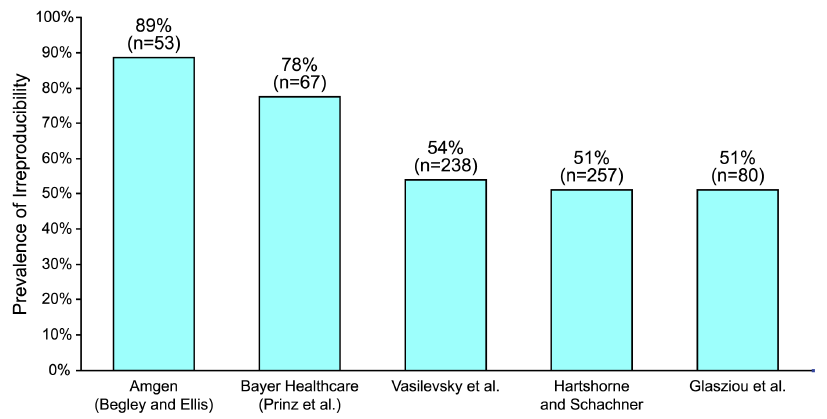 Prevalence of Irreproducibility
100%
90%
80%
70%
60%
50%
40%
30%
20%
10%
0%
89%
(n=53)
78%
(n=67)
54%
(n=238)
51%
(n=257)
51%
(n=80)
Amgen
(Begley and Ellis)
Bayer Healthcare
(Prinz et al.)
Vasilevsky et al.
Hartshorne
and Schachner
Glasziou et al.